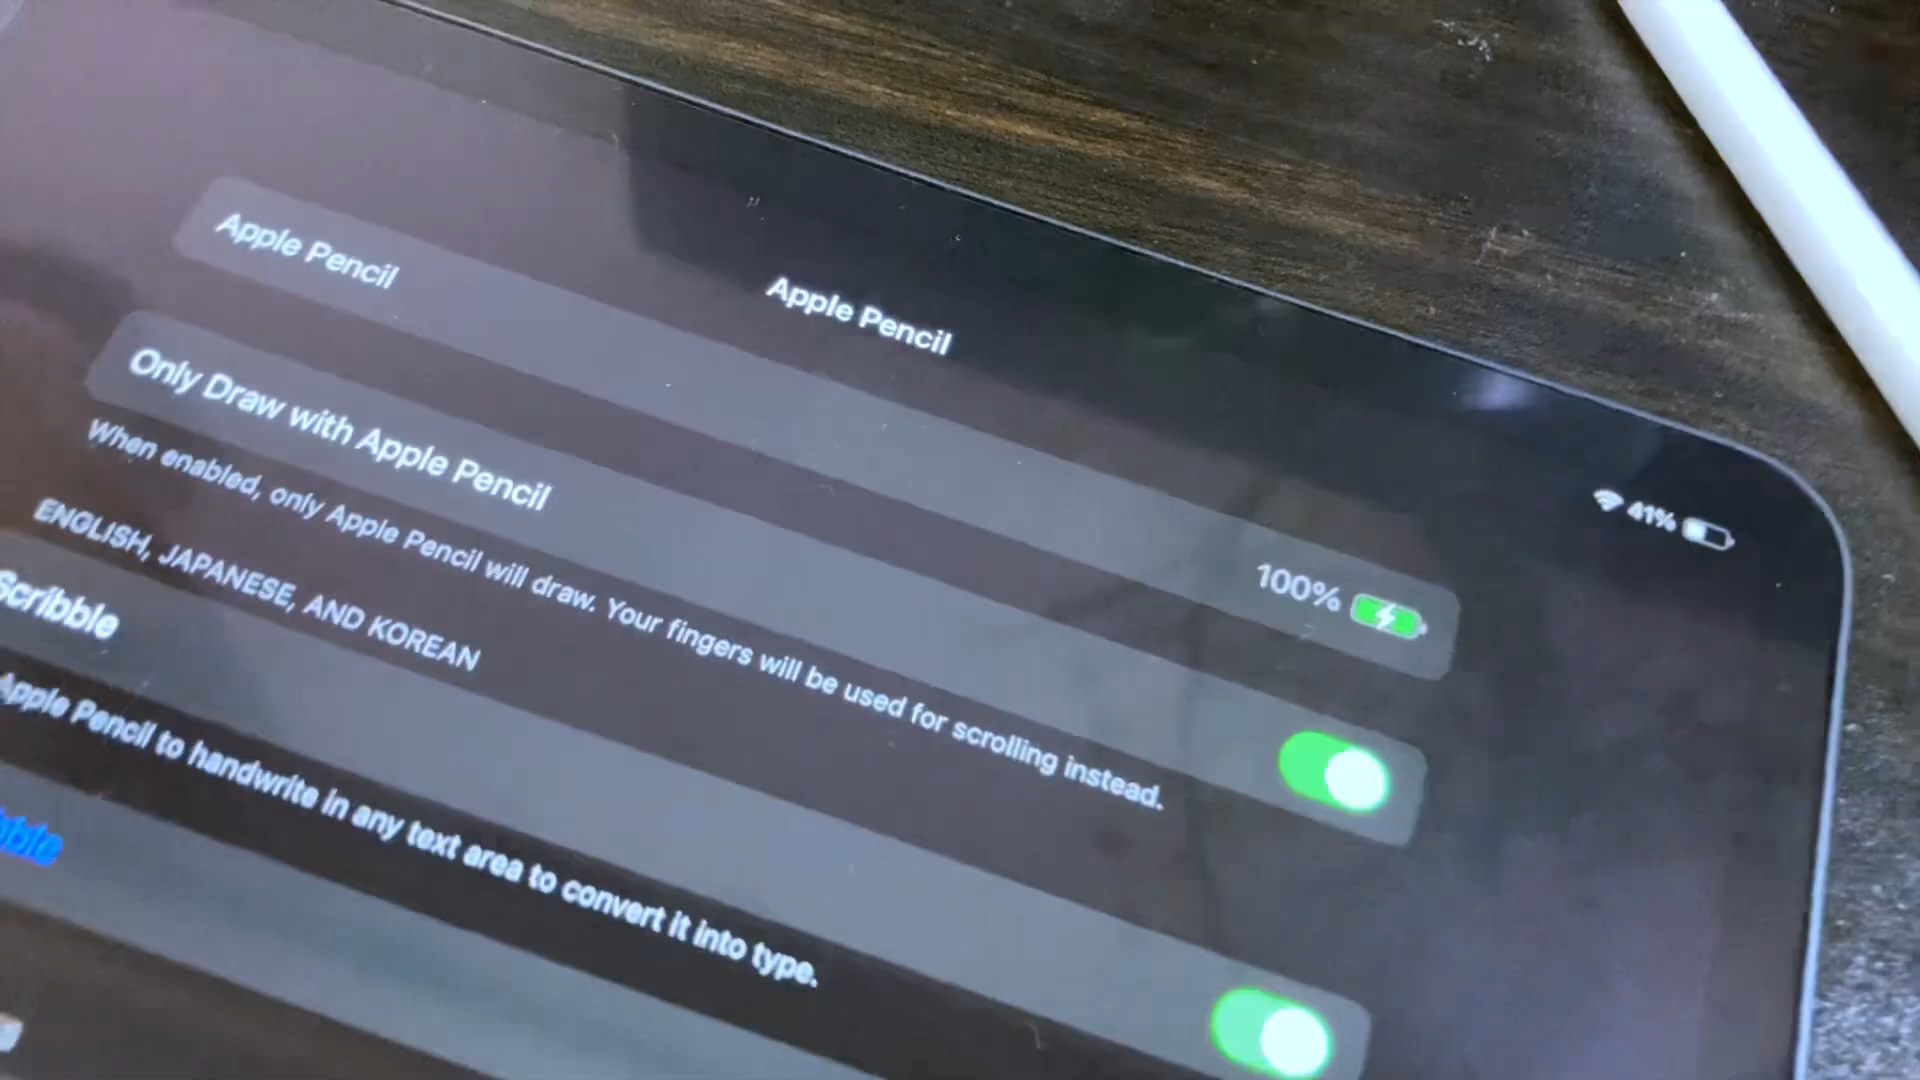 41%
Apple Pencil
Apple Pencil
100%
Only Draw with Apple Pencil
When enabled, only Apple Pencil will draw. Your fingers will be used for scrolling instead.
ENGLISH, JAPANESE, AND KOREAN
Scribble
Apple Pencil to handwrite in any text area to convert it into type.